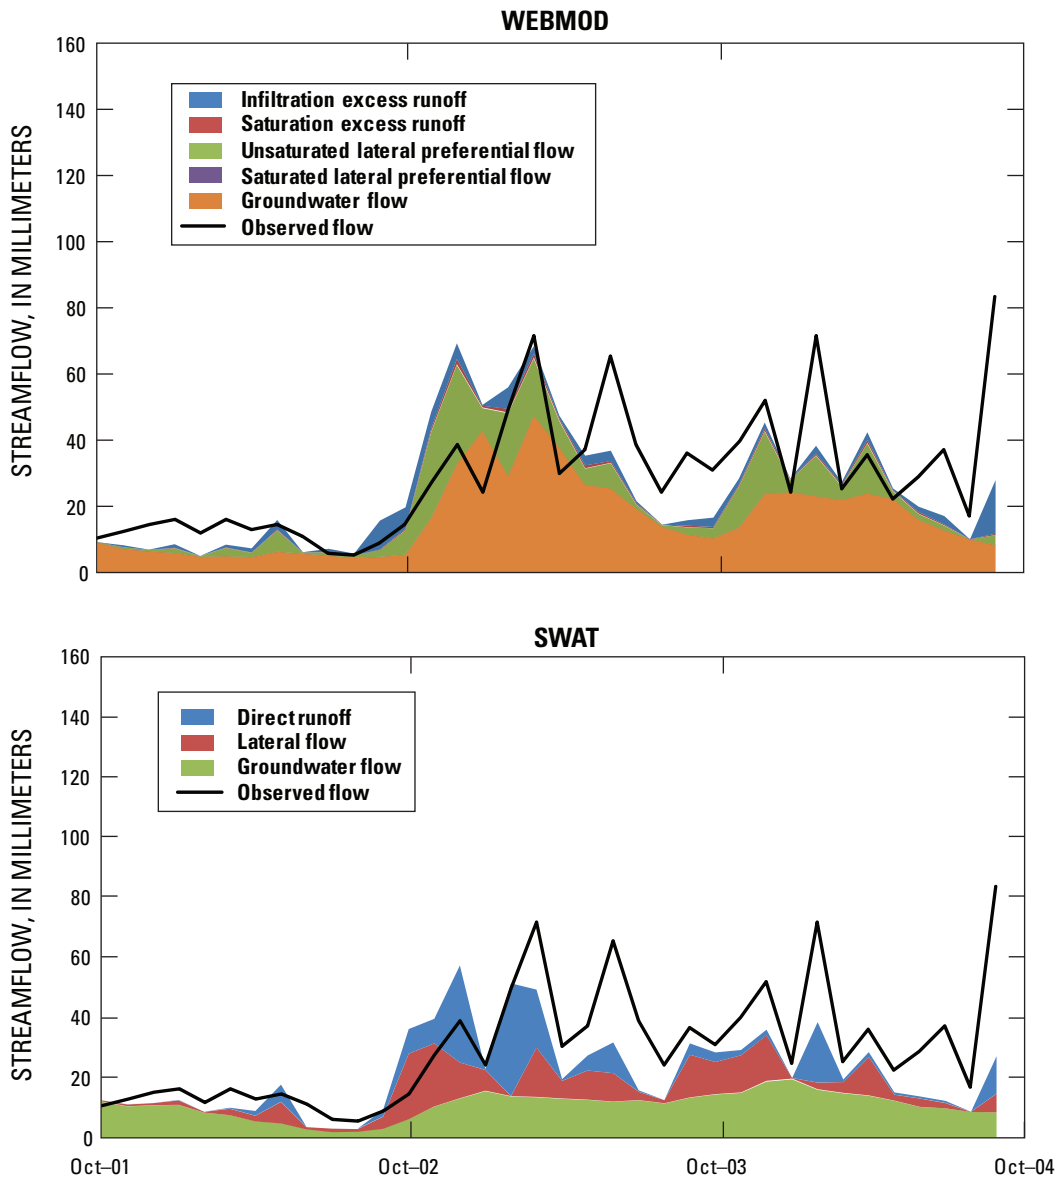 WEBMOD
STREAMFLOW, IN MILLIMETERS
160
140
120
100
80
60
40
20
0
Infiltration excess runoff
Saturation excess runoff
Unsaturated lateral preferential flow
Saturated lateral preferential flow
Groundwater flow
Observed flow
SWAT
STREAMFLOW, IN MILLIMETERS
160
140
120
100
80
60
40
20
0
Direct runoff
Lateral flow
Groundwater flow
Observed flow
Oct–01 Oct–02 Oct–03 Oct–04